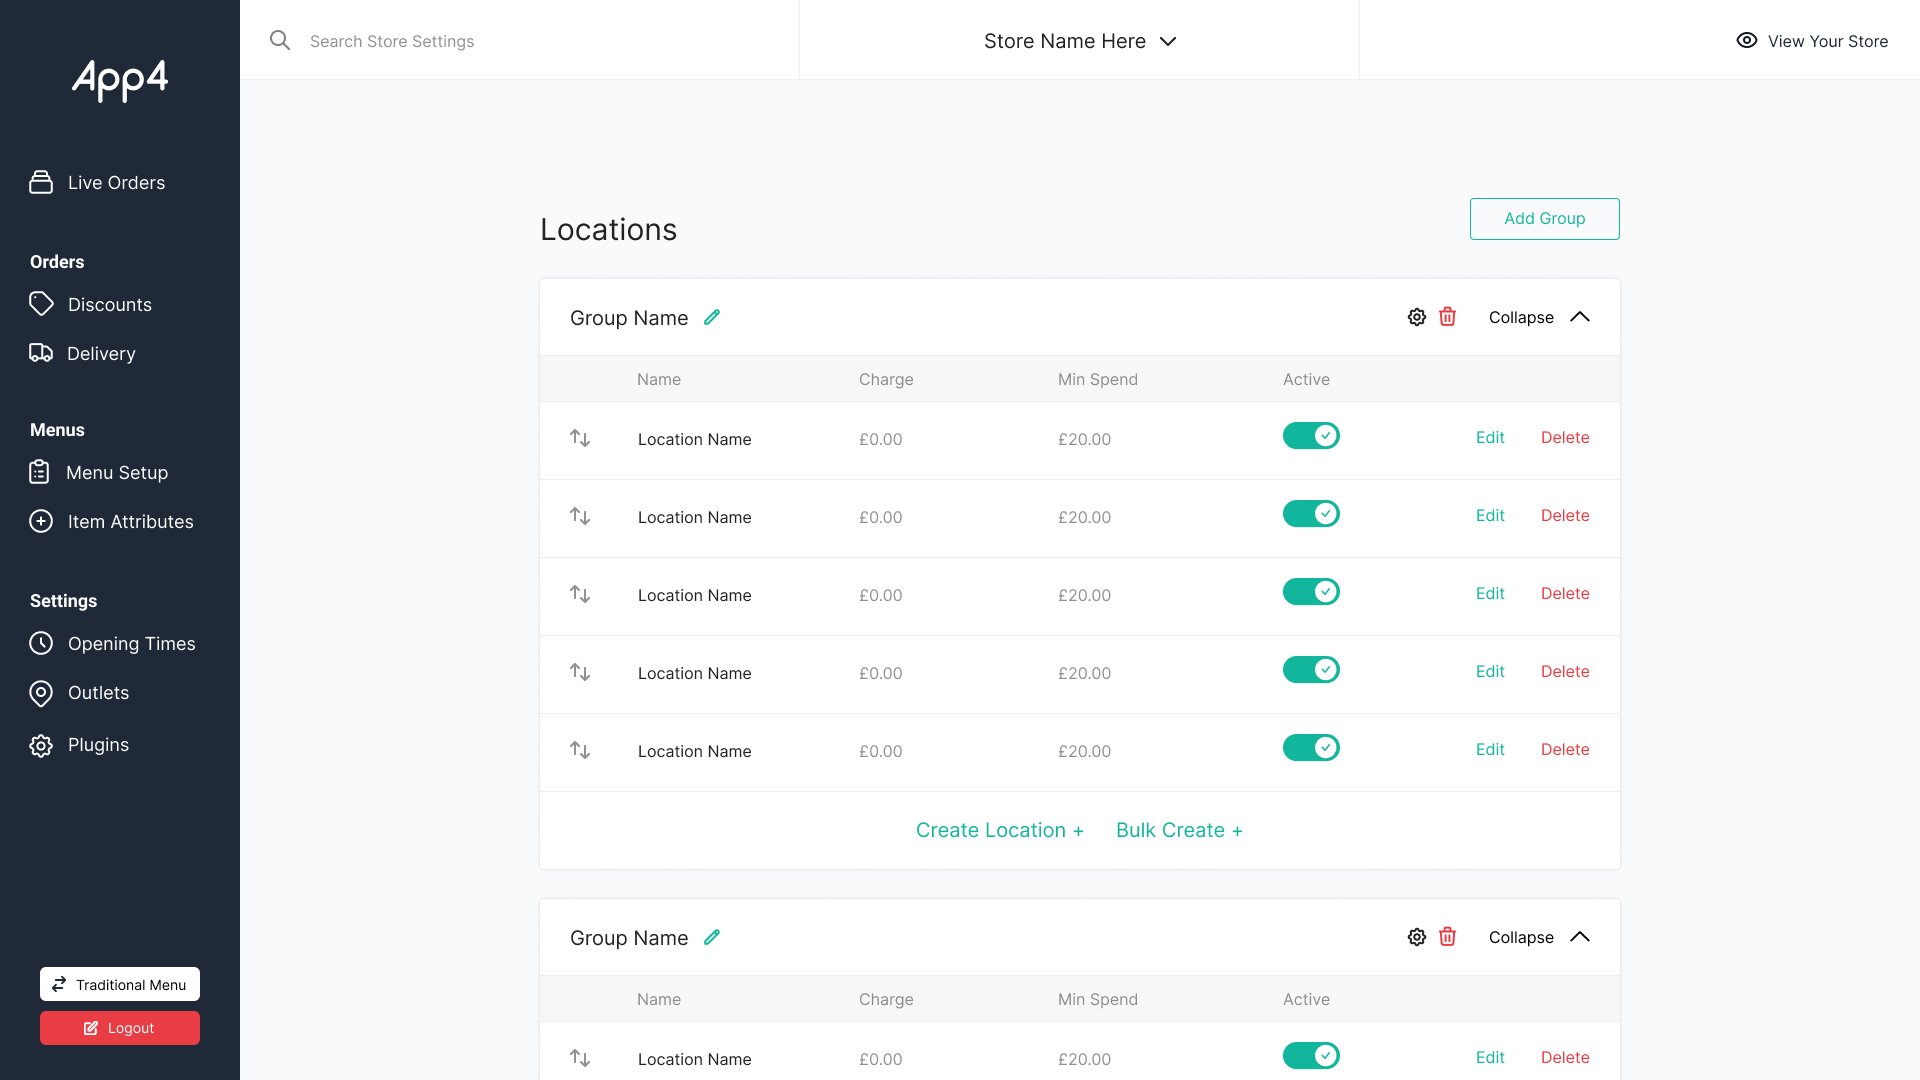 App4
Live Orders
Orders
Discounts
Delivery
Menus
Menu Setup
Item Attributes
Settings
Opening Times
Outlets
Plugins
Traditional Menu
Logout
Search Store Settings
Store Name Here
View Your Store
Locations
Add Group
Group Name
Collapse
Name Charge Min Spend Active
Location Name £0.00 £20.00 Edit Delete
Location Name £0.00 £20.00 Edit Delete
Location Name £0.00 £20.00 Edit Delete
Location Name £0.00 £20.00 Edit Delete
Location Name £0.00 £20.00 Edit Delete
Create Location + Bulk Create +
Group Name
Collapse
Name Charge Min Spend Active
Location Name £0.00 £20.00 Edit Delete